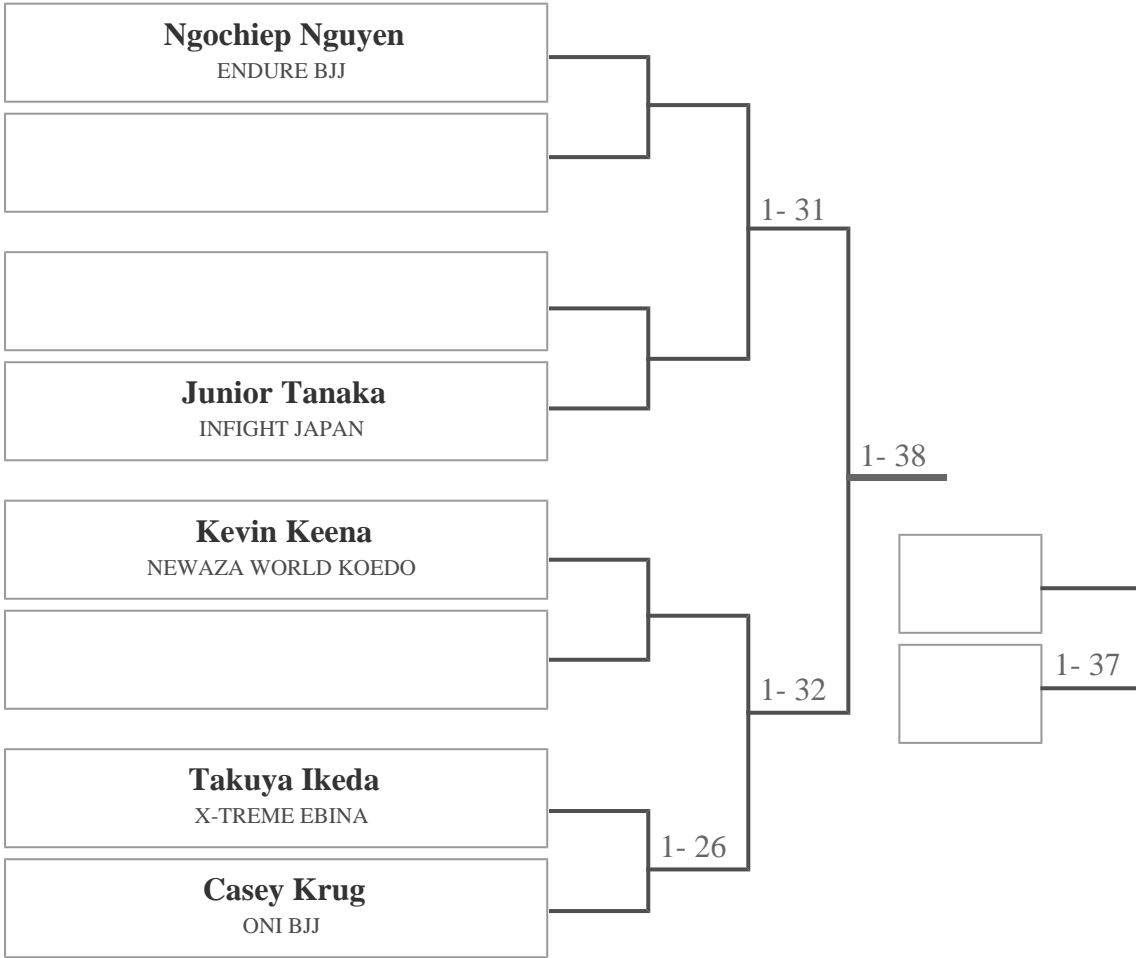 Ngochiep Nguyen
ENDURE BJJ
1- 31
Junior Tanaka
INFIGHT JAPAN
1- 38
Kevin Keena
NEWAZA WORLD KOEDO
1- 37
1- 32
Takuya Ikeda
X-TREME EBINA
1- 26
Casey Krug
ONI BJJ